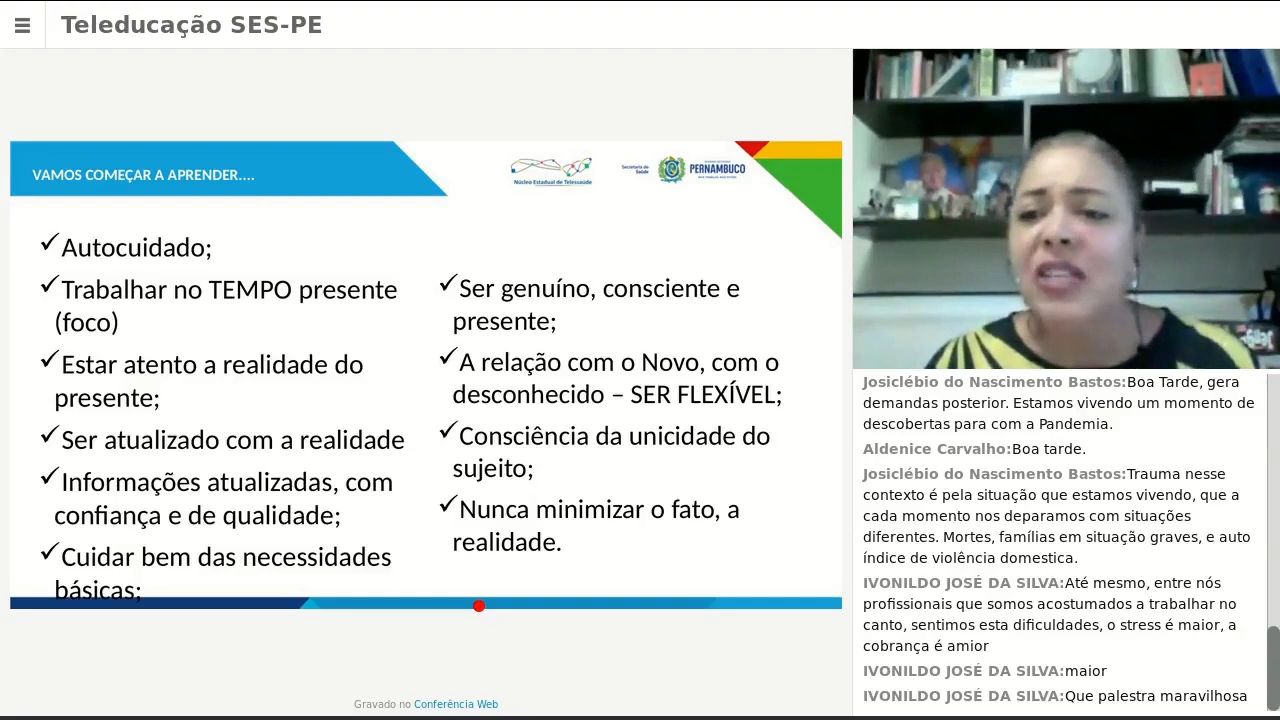 Teleducação SES-PE
VAMOS COMEÇAR A APRENDER....
Núcleo Estadual de Telessaúde
Secretaria de
Saúde
PERNAMBUCO
Autocuidado;
Trabalhar no TEMPO presente
(foco)
Estar atento a realidade do
presente;
Ser atualizado com a realidade
Informações atualizadas, com
confiança e de qualidade;
Cuidar bem das necessidades
básicas;
Ser genuíno, consciente e
presente;
A relação com o Novo, com o
desconhecido – SER FLEXÍVEL;
Consciência da unicidade do
sujeito;
Nunca minimizar o fato, a
realidade.
Gravado no Conferência Web
Josiclébio do Nascimento Bastos:Boa Tarde, gera
demandas posterior. Estamos vivendo um momento de
descobertas para com a Pandemia.
Aldenice Carvalho:Boa tarde.
Josiclébio do Nascimento Bastos:Trauma nesse
contexto é pela situação que estamos vivendo, que a
cada momento nos deparamos com situações
diferentes. Mortes, famílias em situação graves, e auto
índice de violência domestica.
IVONILDO JOSÉ DA SILVA:Até mesmo, entre nós
profissionais que somos acostumados a trabalhar no
canto, sentimos esta dificuldades, o stress é maior, a
cobrança é amior
IVONILDO JOSÉ DA SILVA:maior
IVONILDO JOSÉ DA SILVA:Que palestra maravilhosa